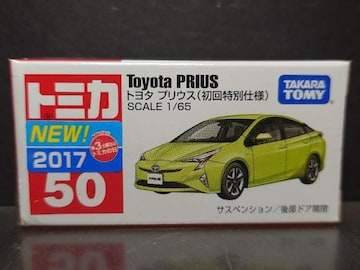 トミカ
NEW!
2017
50
Toyota PRIUS
トヨタ プリウス(初回特別仕様)
SCALE 1/65
TAKARA
TOMY
サスペンション/後部ドア開閉